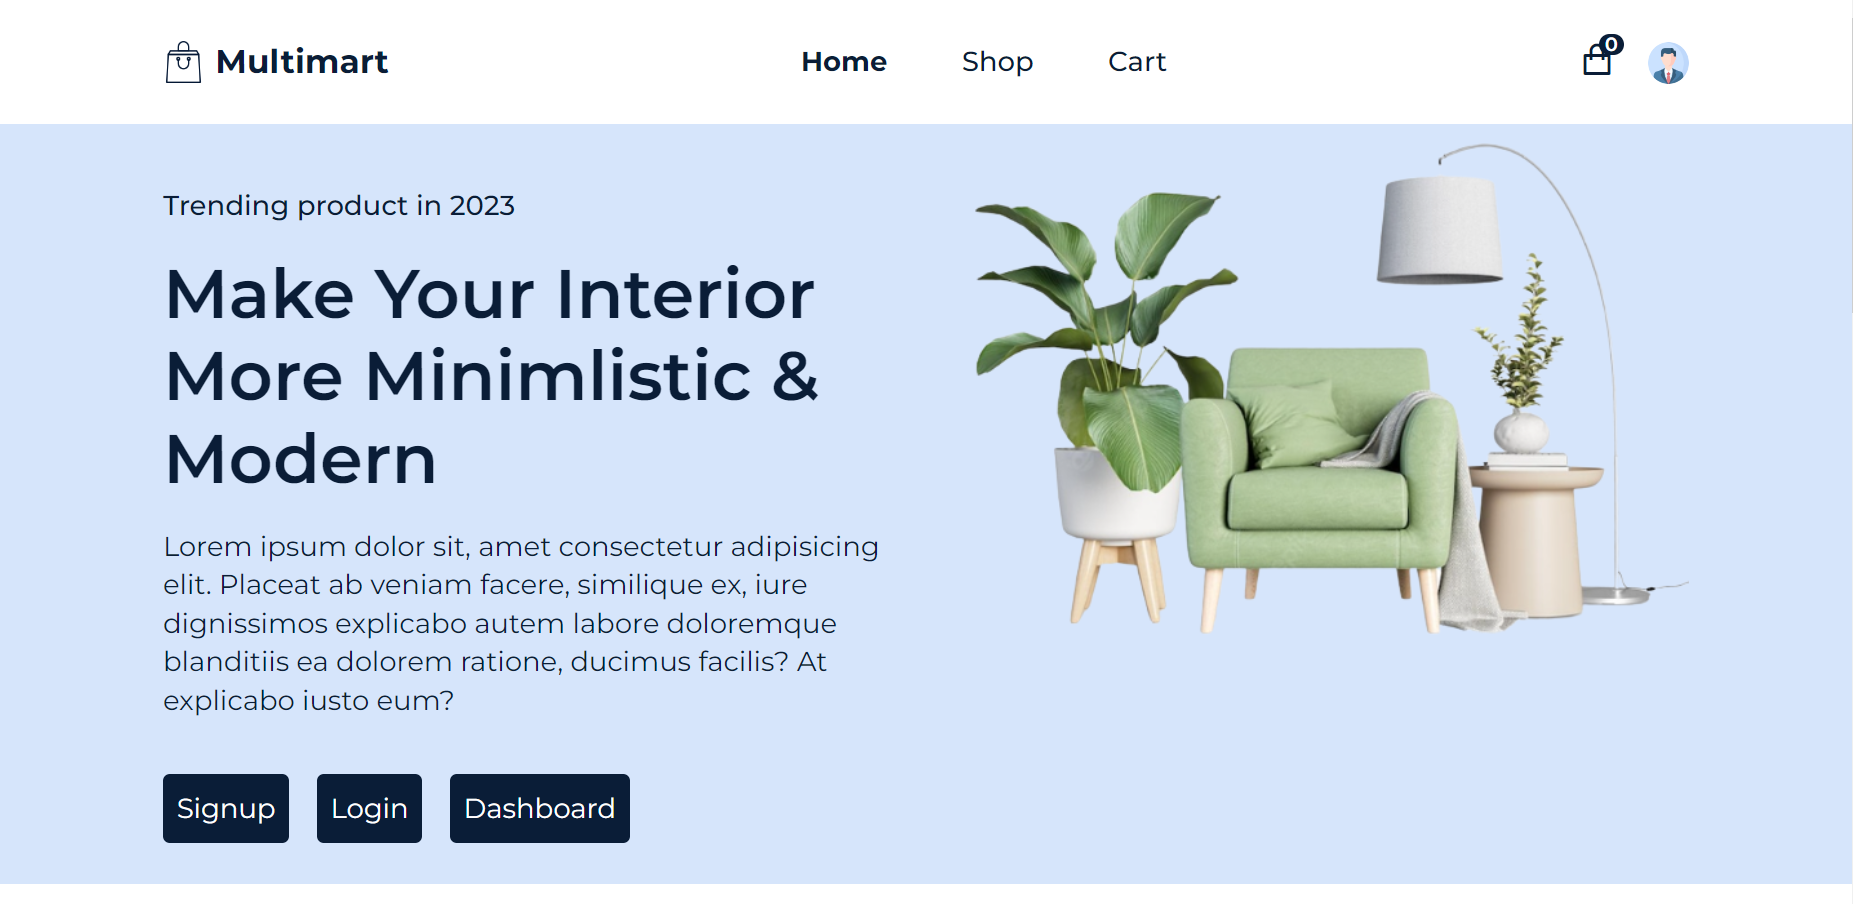 Multimart
Home
Shop
Cart
0
Trending product in 2023
Make Your Interior
More Minimlistic &
Modern
Lorem ipsum dolor sit, amet consectetur adipisicing
elit. Placeat ab veniam facere, similique ex, iure
dignissimos explicabo autem labore doloremque
blanditiis ea dolorem ratione, ducimus facilis? At
explicabo iusto eum?
Signup
Login
Dashboard